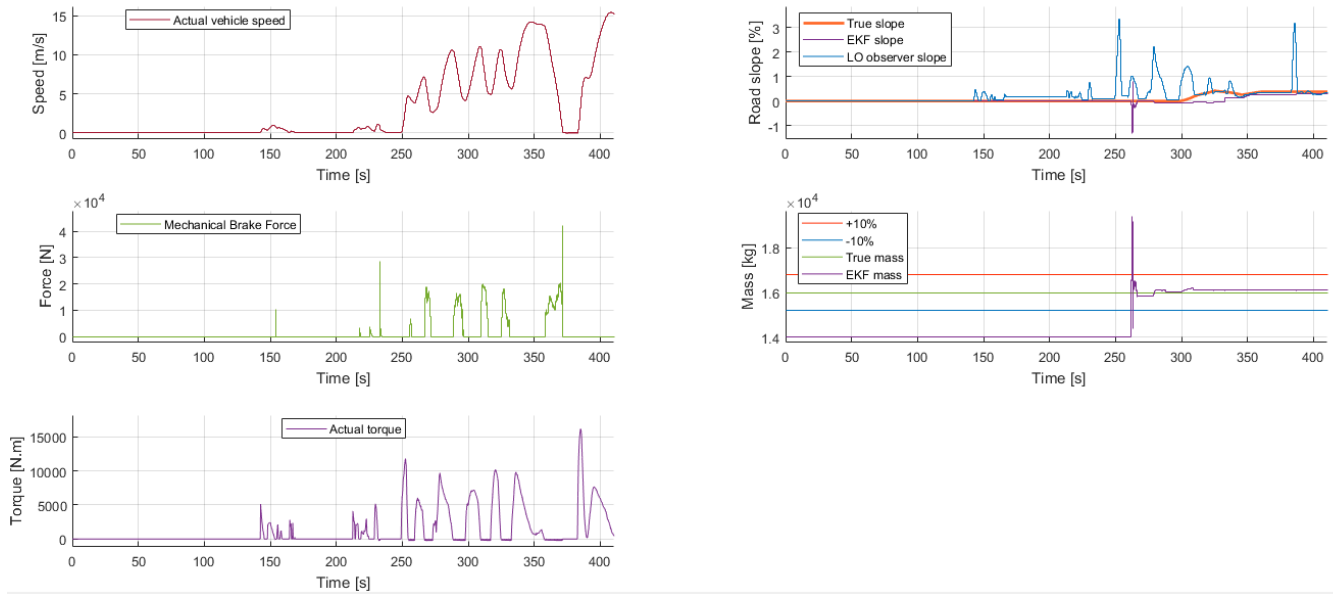 Actual vehicle speed
Speed [m/s]
15
10
5
0
0 50 100 150 200 250 300 350 400
Time [s]
True slope
EKF slope
LO observer slope
Road slope [%]
3
2
1
0
-1
0 50 100 150 200 250 300 350 400
Time [s]
× 10^4
Mechanical Brake Force
Force [N]
4
3
2
1
0
0 50 100 150 200 250 300 350 400
Time [s]
× 10^4
+10%
-10%
True mass
EKF mass
Mass [kg]
1.8
1.6
1.4
0 50 100 150 200 250 300 350 400
Time [s]
Actual torque
Torque [N.m]
15000
10000
5000
0
0 50 100 150 200 250 300 350 400
Time [s]